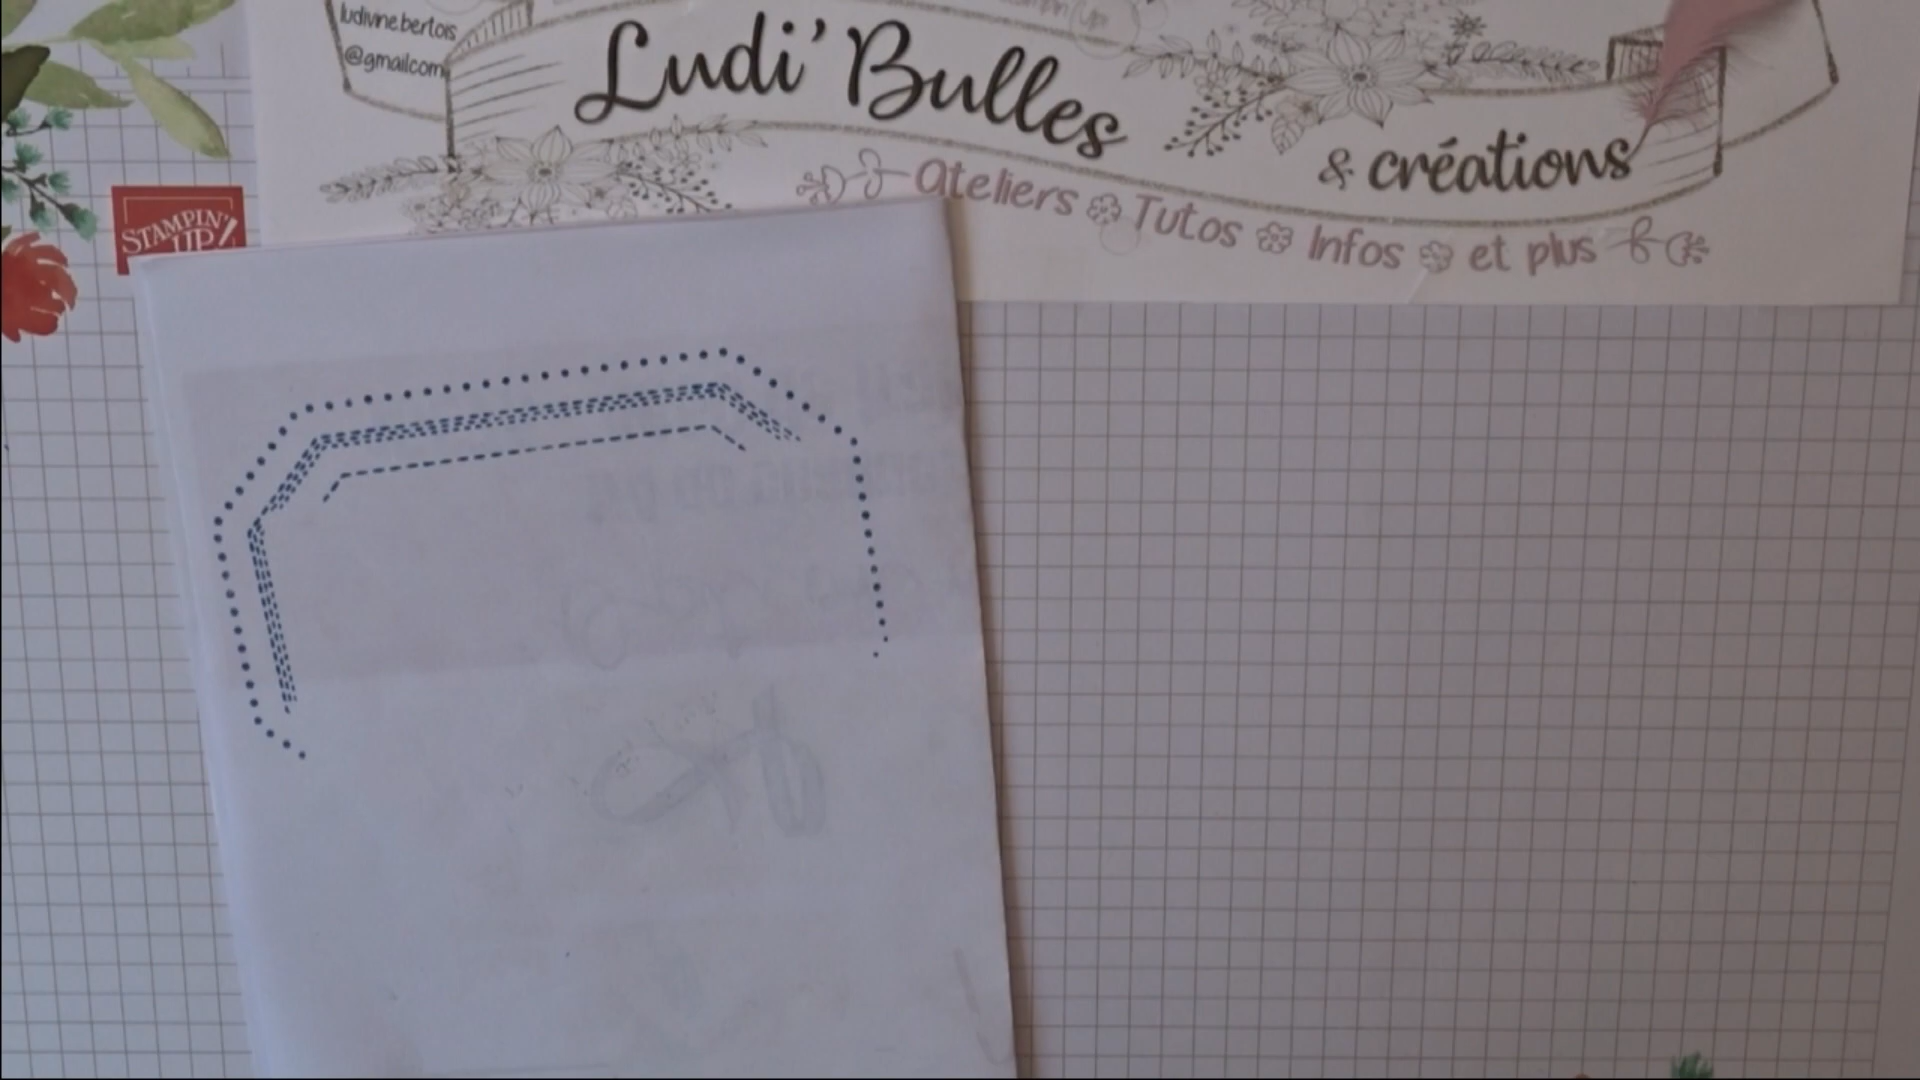 ludivine.bertois
@gmail.com
Ludi' Bulles
& créations
Ateliers Tutos Infos et plus
STAMPIN'
UP!